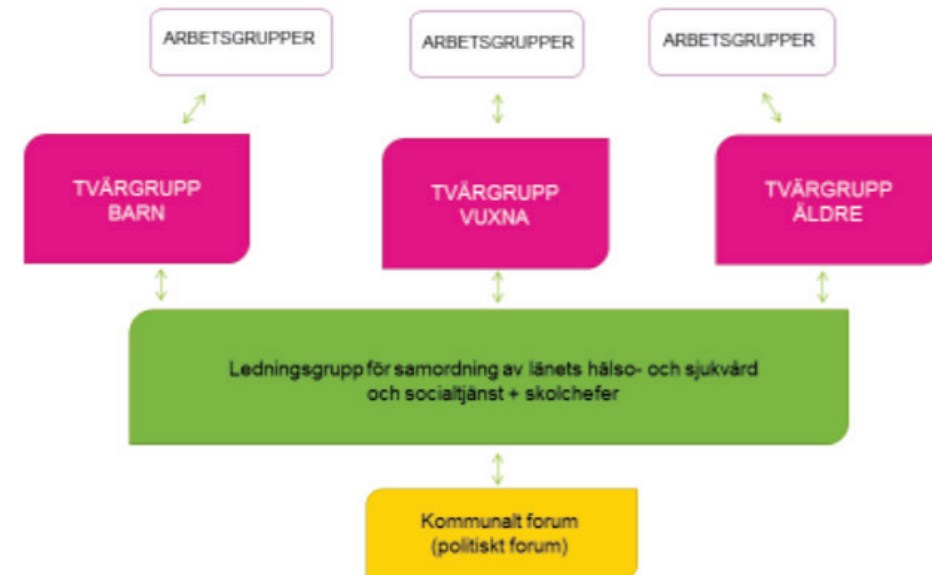 ARBETSGRUPPER
ARBETSGRUPPER
ARBETSGRUPPER
TVÄRGRUPP
BARN
TVÄRGRUPP
VUXNA
TVÄRGRUPP
ÄLDRE
Ledningsgrupp för samordning av länets hälso- och sjukvård
och socialtjänst + skolchefer
Kommunalt forum
(politiskt forum)